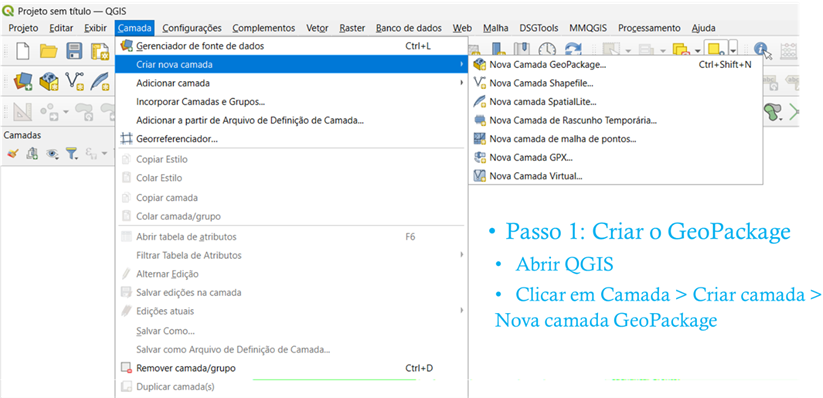 Projeto sem título — QGIS
Projeto Editar Exibir Camada Configurações Complementos Vetor Raster Banco de dados Web Malha DSGTools MMQGIS Processamento Ajuda
Gerenciador de fonte de dados Ctrl+L
Criar nova camada
Adicionar camada
Incorporar Camadas e Grupos...
Adicionar a partir de Arquivo de Definição de Camada...
Georreferenciador...
Copiar Estilo
Colar Estilo
Copiar camada
Colar camada/grupo
Abrir tabela de atributos F6
Filtrar Tabela de Atributos
Alternar Edição
Salvar edições na camada
Edições atuais
Salvar Como...
Salvar como Arquivo de Definição de Camada...
Remover camada/grupo Ctrl+D
Duplicar camada(s)
Camadas
Nova Camada GeoPackage... Ctrl+Shift+N
Nova Camada Shapefile...
Nova camada SpatiaLite...
Nova Camada de Rascunho Temporária...
Nova camada de malha de pontos...
Nova Camada GPX...
Nova Camada Virtual...
• Passo 1: Criar o GeoPackage
• Abrir QGIS
• Clicar em Camada > Criar camada >
Nova camada GeoPackage